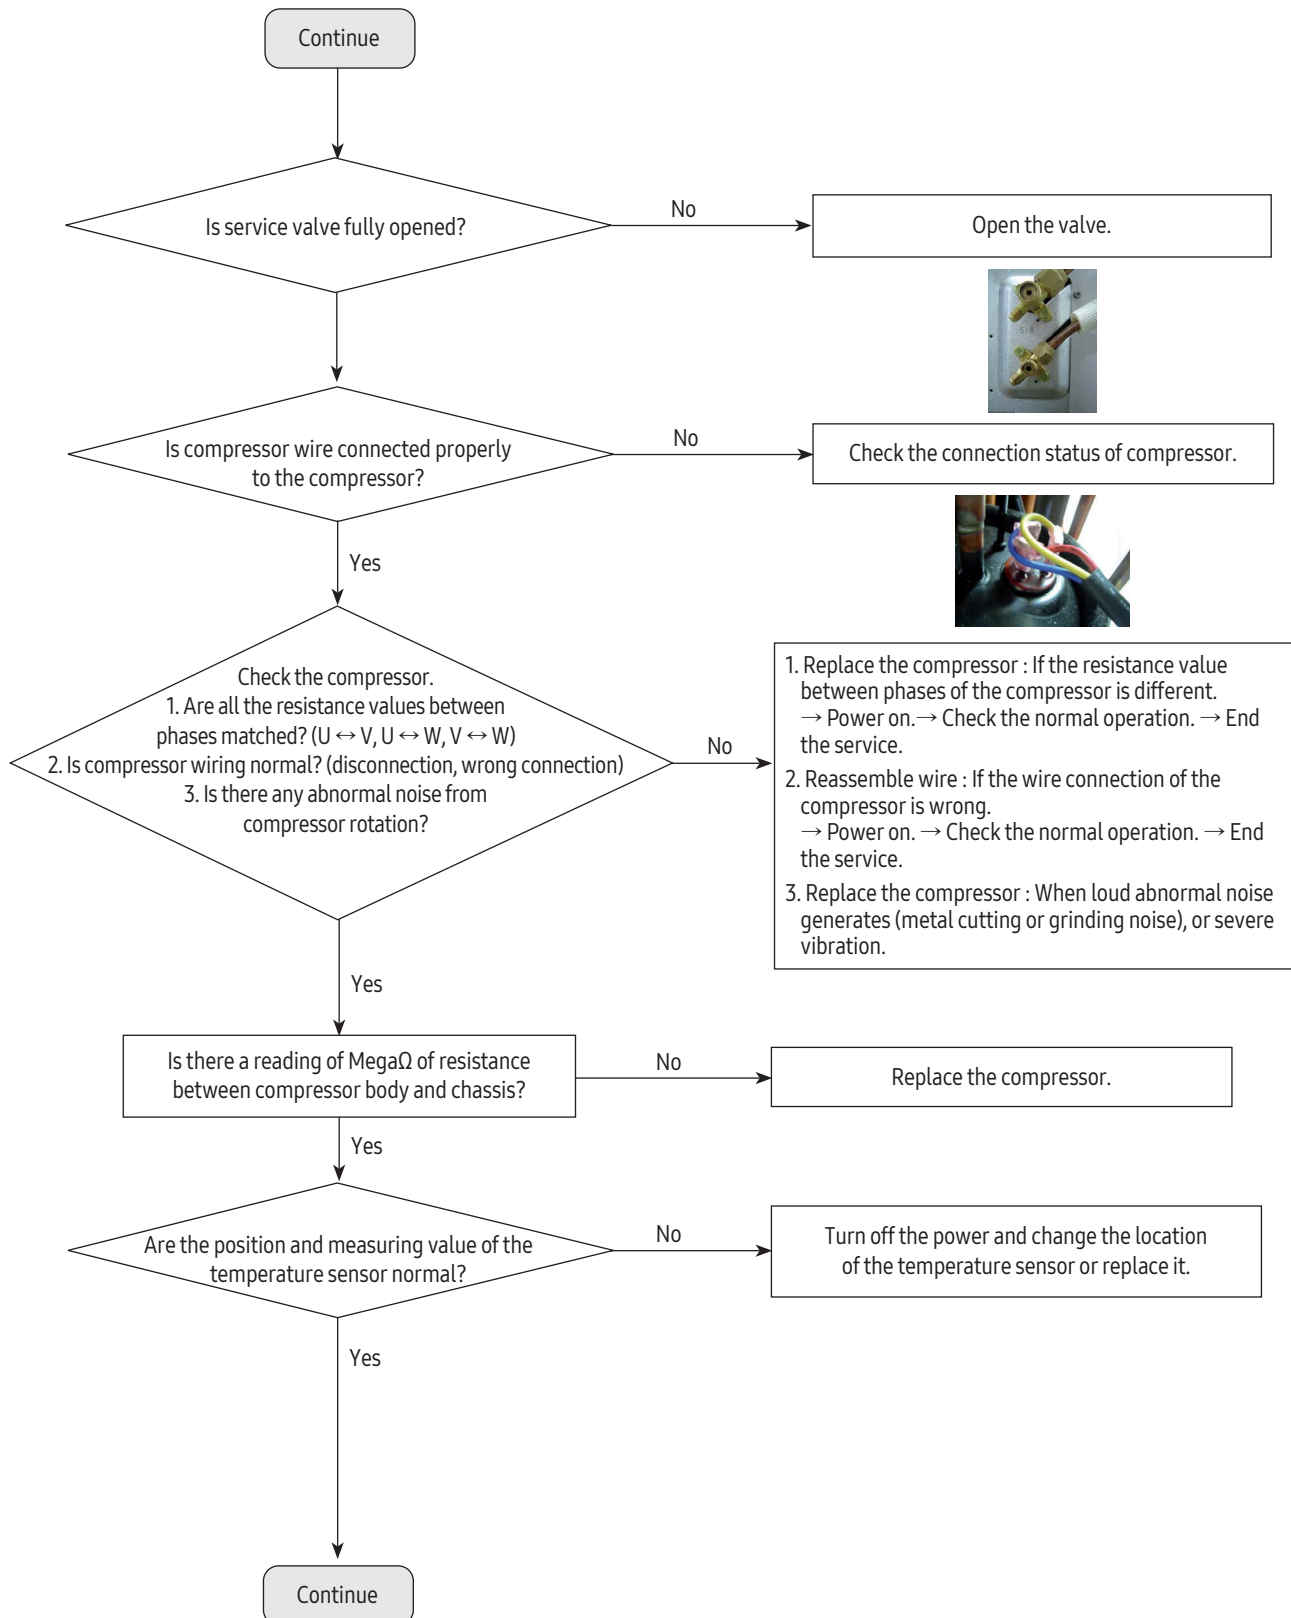 Continue
Is service valve fully opened?
No
Open the valve.
5/8
Is compressor wire connected properly
to the compressor?
No
Check the connection status of compressor.
Yes
Check the compressor.
1. Are all the resistance values between
phases matched? (U ↔ V, U ↔ W, V ↔ W)
2. Is compressor wiring normal? (disconnection, wrong connection)
3. Is there any abnormal noise from
compressor rotation?
No
1. Replace the compressor : If the resistance value
between phases of the compressor is different.
→ Power on.→ Check the normal operation. → End
the service.
2. Reassemble wire : If the wire connection of the
compressor is wrong.
→ Power on. → Check the normal operation. → End
the service.
3. Replace the compressor : When loud abnormal noise
generates (metal cutting or grinding noise), or severe
vibration.
Yes
Is there a reading of MegaΩ of resistance
between compressor body and chassis?
No
Replace the compressor.
Yes
Are the position and measuring value of the
temperature sensor normal?
No
Turn off the power and change the location
of the temperature sensor or replace it.
Yes
Continue